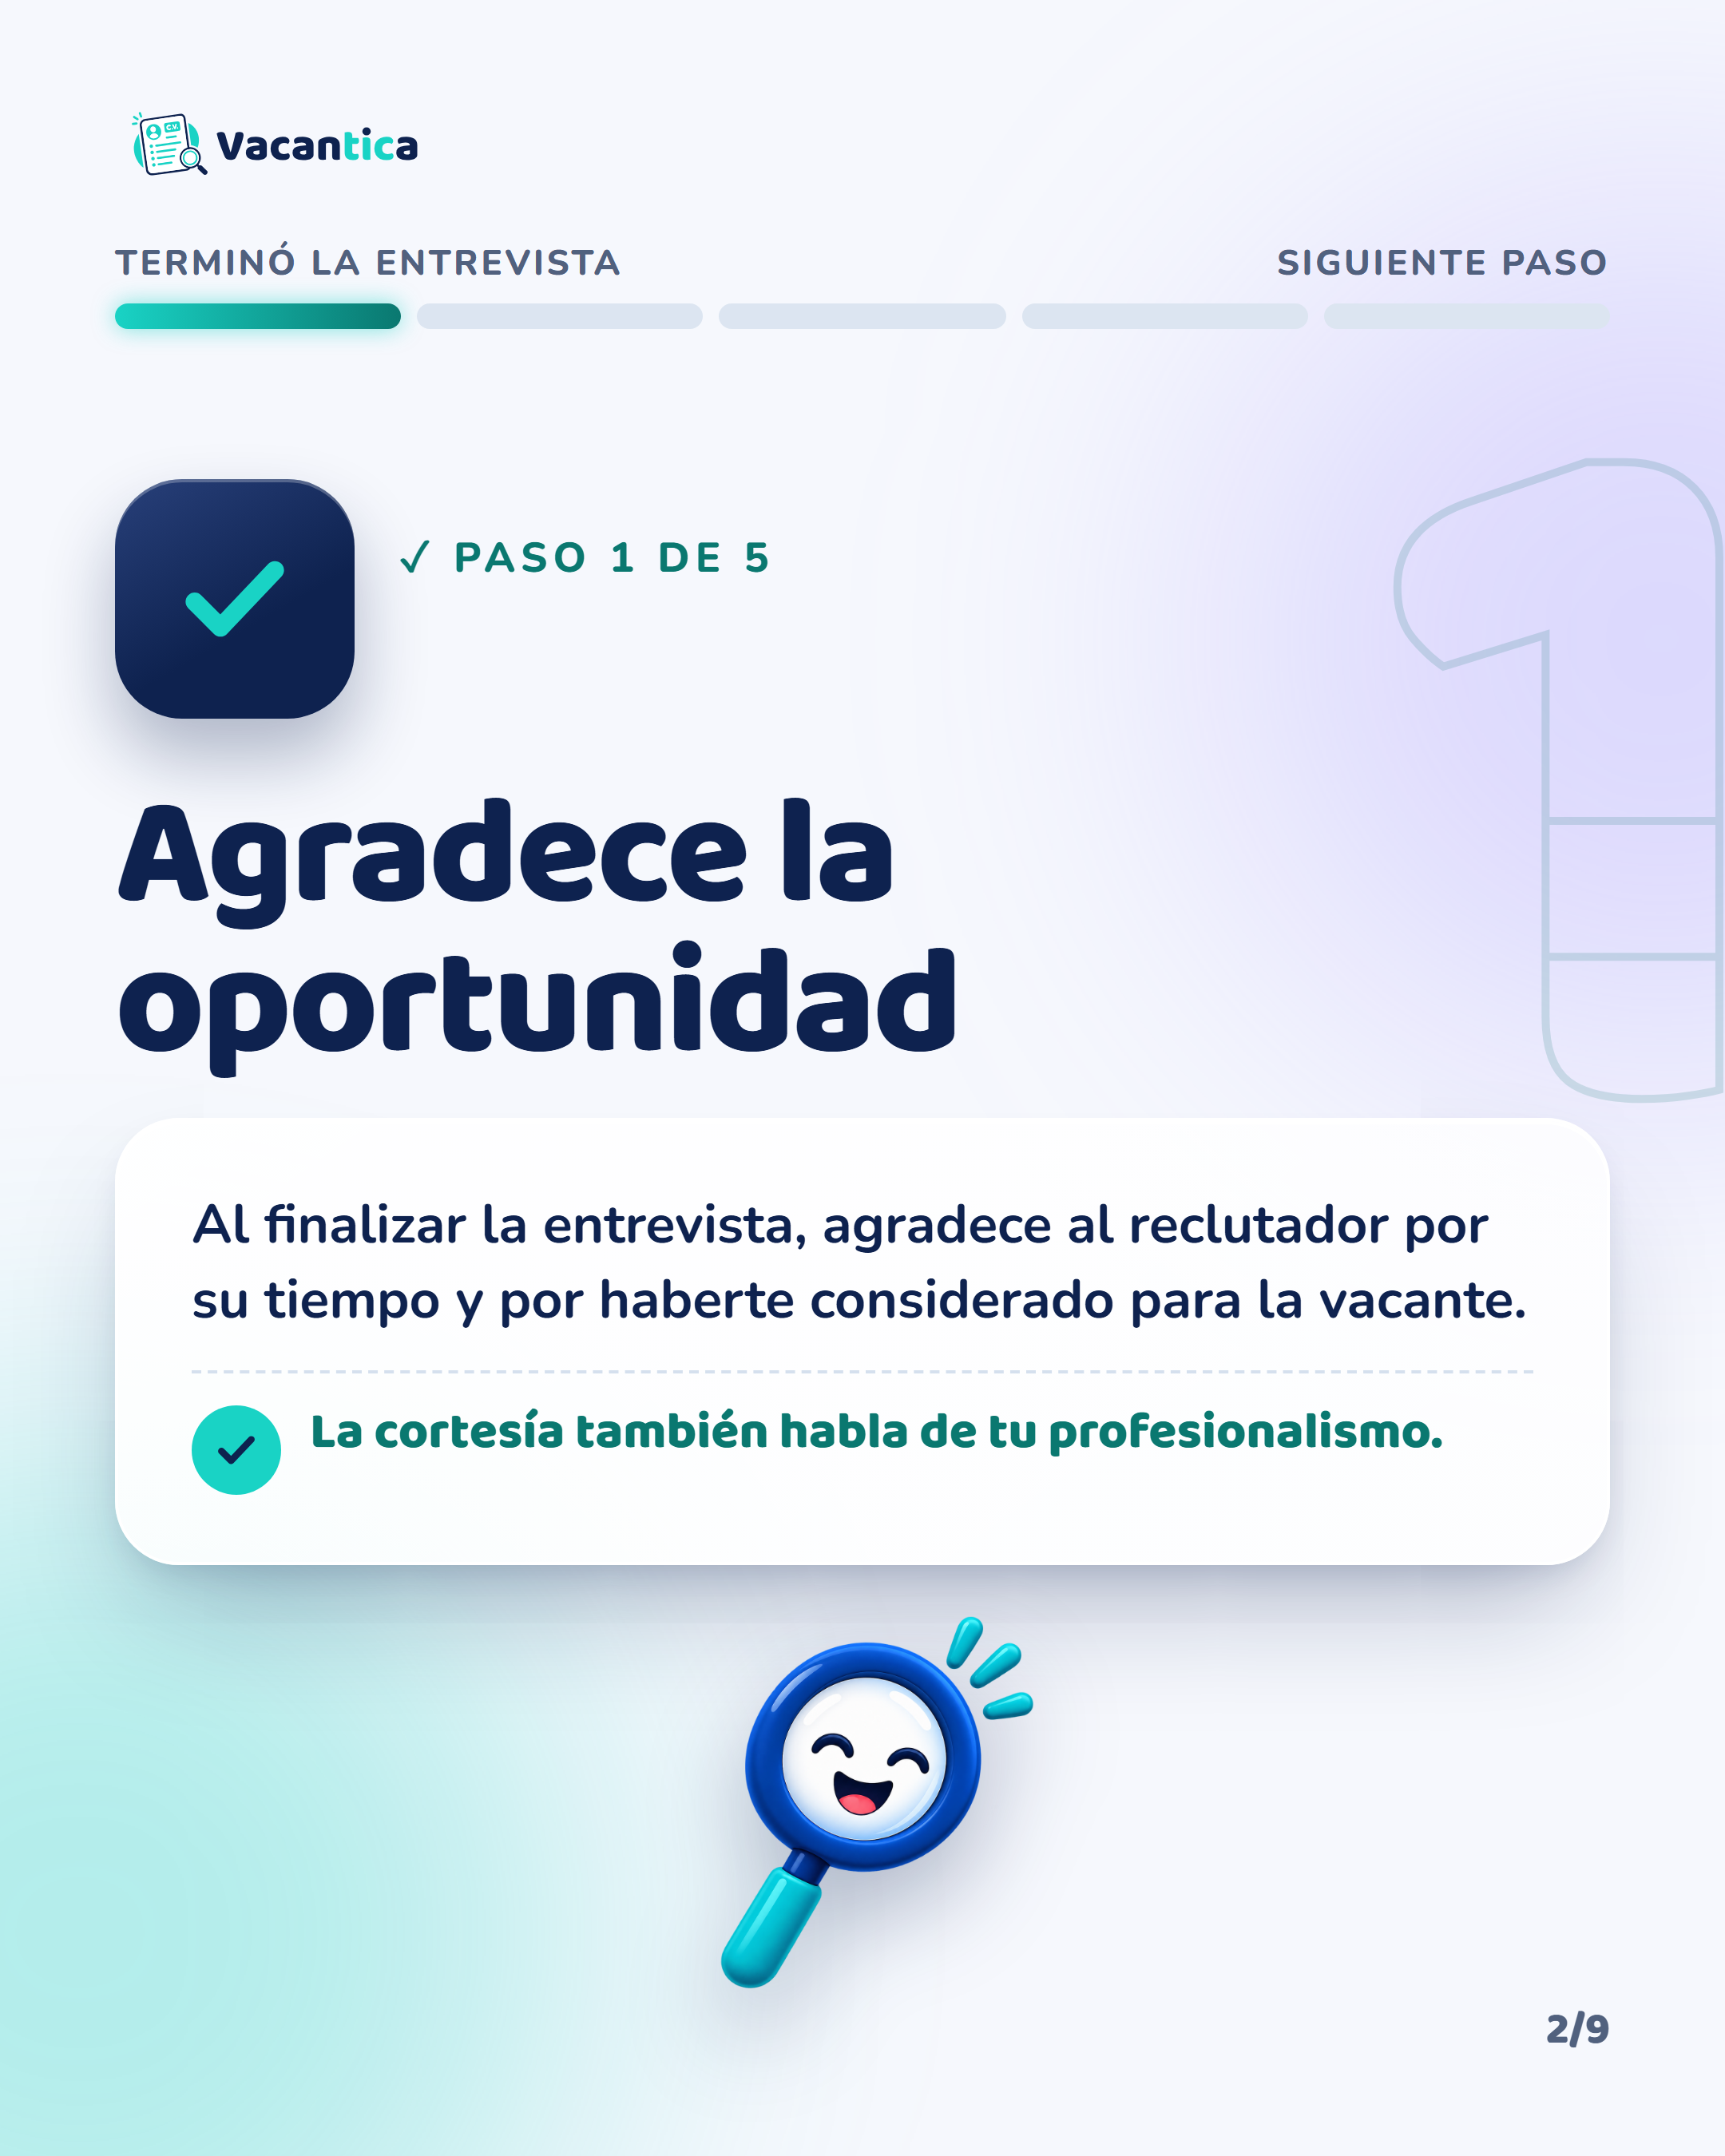 C.V.
Vacantica
TERMINÓ LA ENTREVISTA
SIGUIENTE PASO
✓ PASO 1 DE 5
1
Agradece la
oportunidad
Al finalizar la entrevista, agradece al reclutador por
su tiempo y por haberte considerado para la vacante.
La cortesía también habla de tu profesionalismo.
2/9